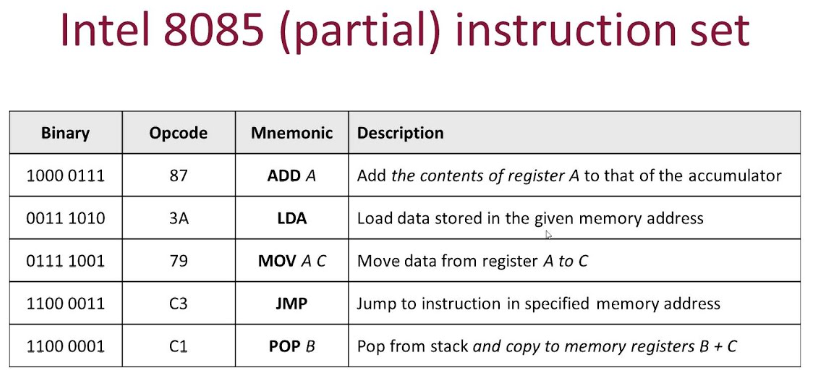 Intel 8085 (partial) instruction set
Binary Opcode Mnemonic Description
1000 0111 87 ADD A Add the contents of register A to that of the accumulator
0011 1010 3A LDA Load data stored in the given memory address
0111 1001 79 MOV A C Move data from register A to C
1100 0011 C3 JMP Jump to instruction in specified memory address
1100 0001 C1 POP B Pop from stack and copy to memory registers B + C